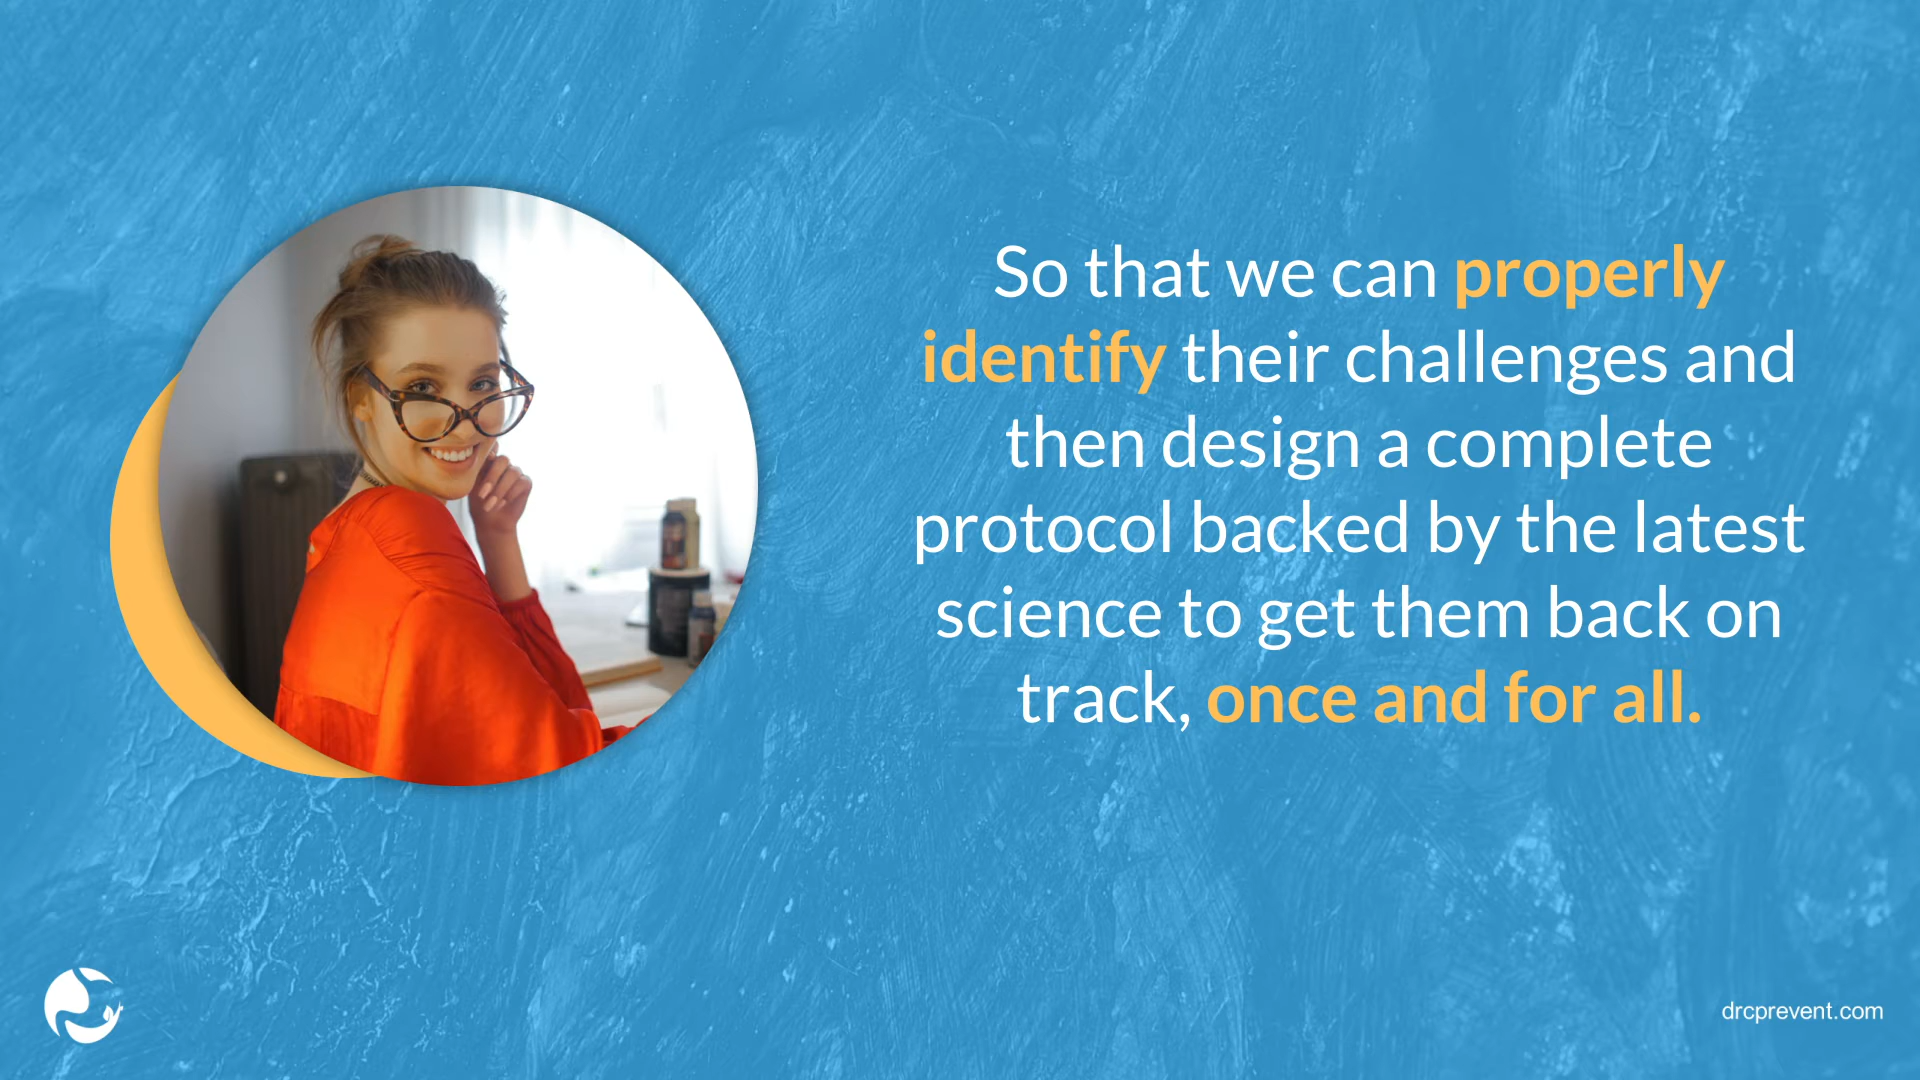 So that we can properly
identify their challenges and
then design a complete
protocol backed by the latest
science to get them back on
track, once and for all.
drcprevent.com